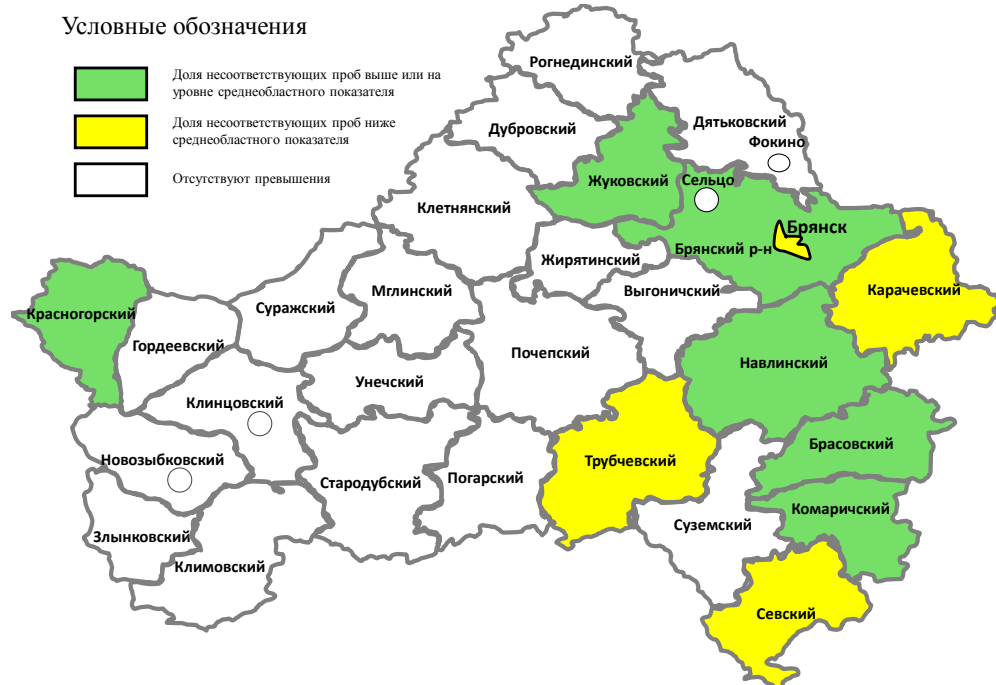 Условные обозначения
Доля несоответствующих проб выше или на
уровне среднеобластного показателя
Доля несоответствующих проб ниже
среднеобластного показателя
Отсутствуют превышения
Рогнединский
Дятьковский
Дубровский
Фокино
Жуковский
Сельцо
Клетнянский
Брянск
Брянский р-н
Жирятинский
Карачевский
Мглинский
Выгоничский
Суражский
Красногорский
Гордеевский
Почепский
Навлинский
Унечский
Клинцовский
Брасовский
Новозыбковский
Трубчевский
Стародубский
Погарский
Комаричский
Суземский
Злынковский
Климовский
Севский